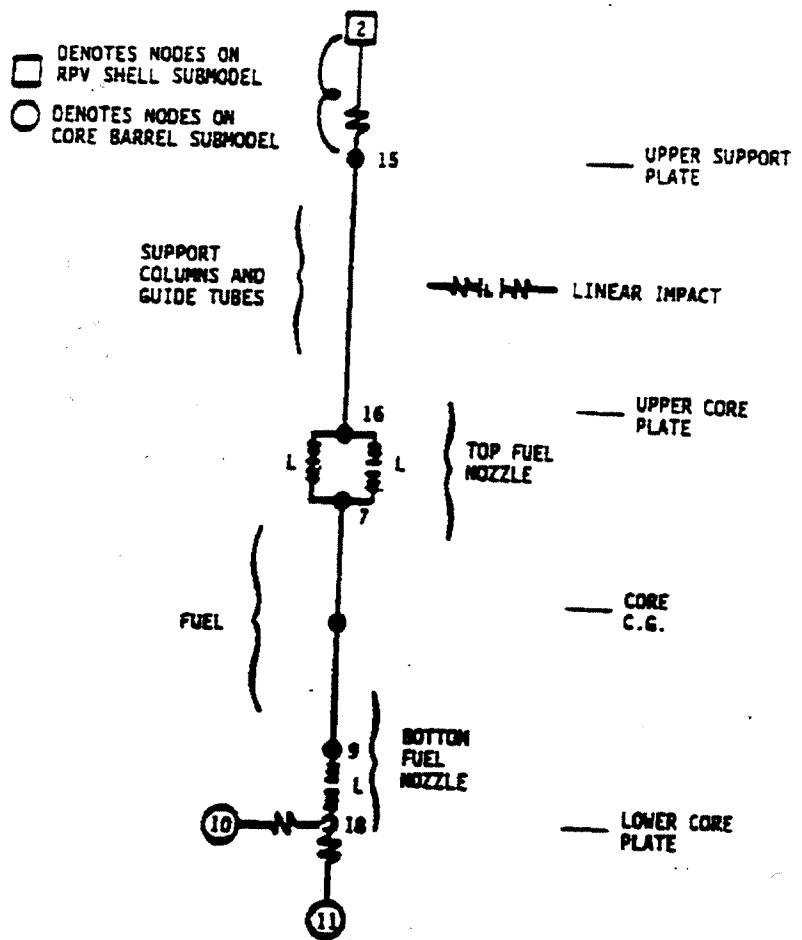 2
DENOTES NODES ON
RPV SHELL SUBMODEL
DENOTES NODES ON
CORE BARREL SUBMODEL
15
UPPER SUPPORT
PLATE
SUPPORT
COLUMNS AND
GUIDE TUBES
L
LINEAR IMPACT
16
UPPER CORE
PLATE
L
L
TOP FUEL
NOZZLE
7
FUEL
CORE
C.G.
9
BOTTOM
FUEL
NOZZLE
L
10
18
LOWER CORE
PLATE
11